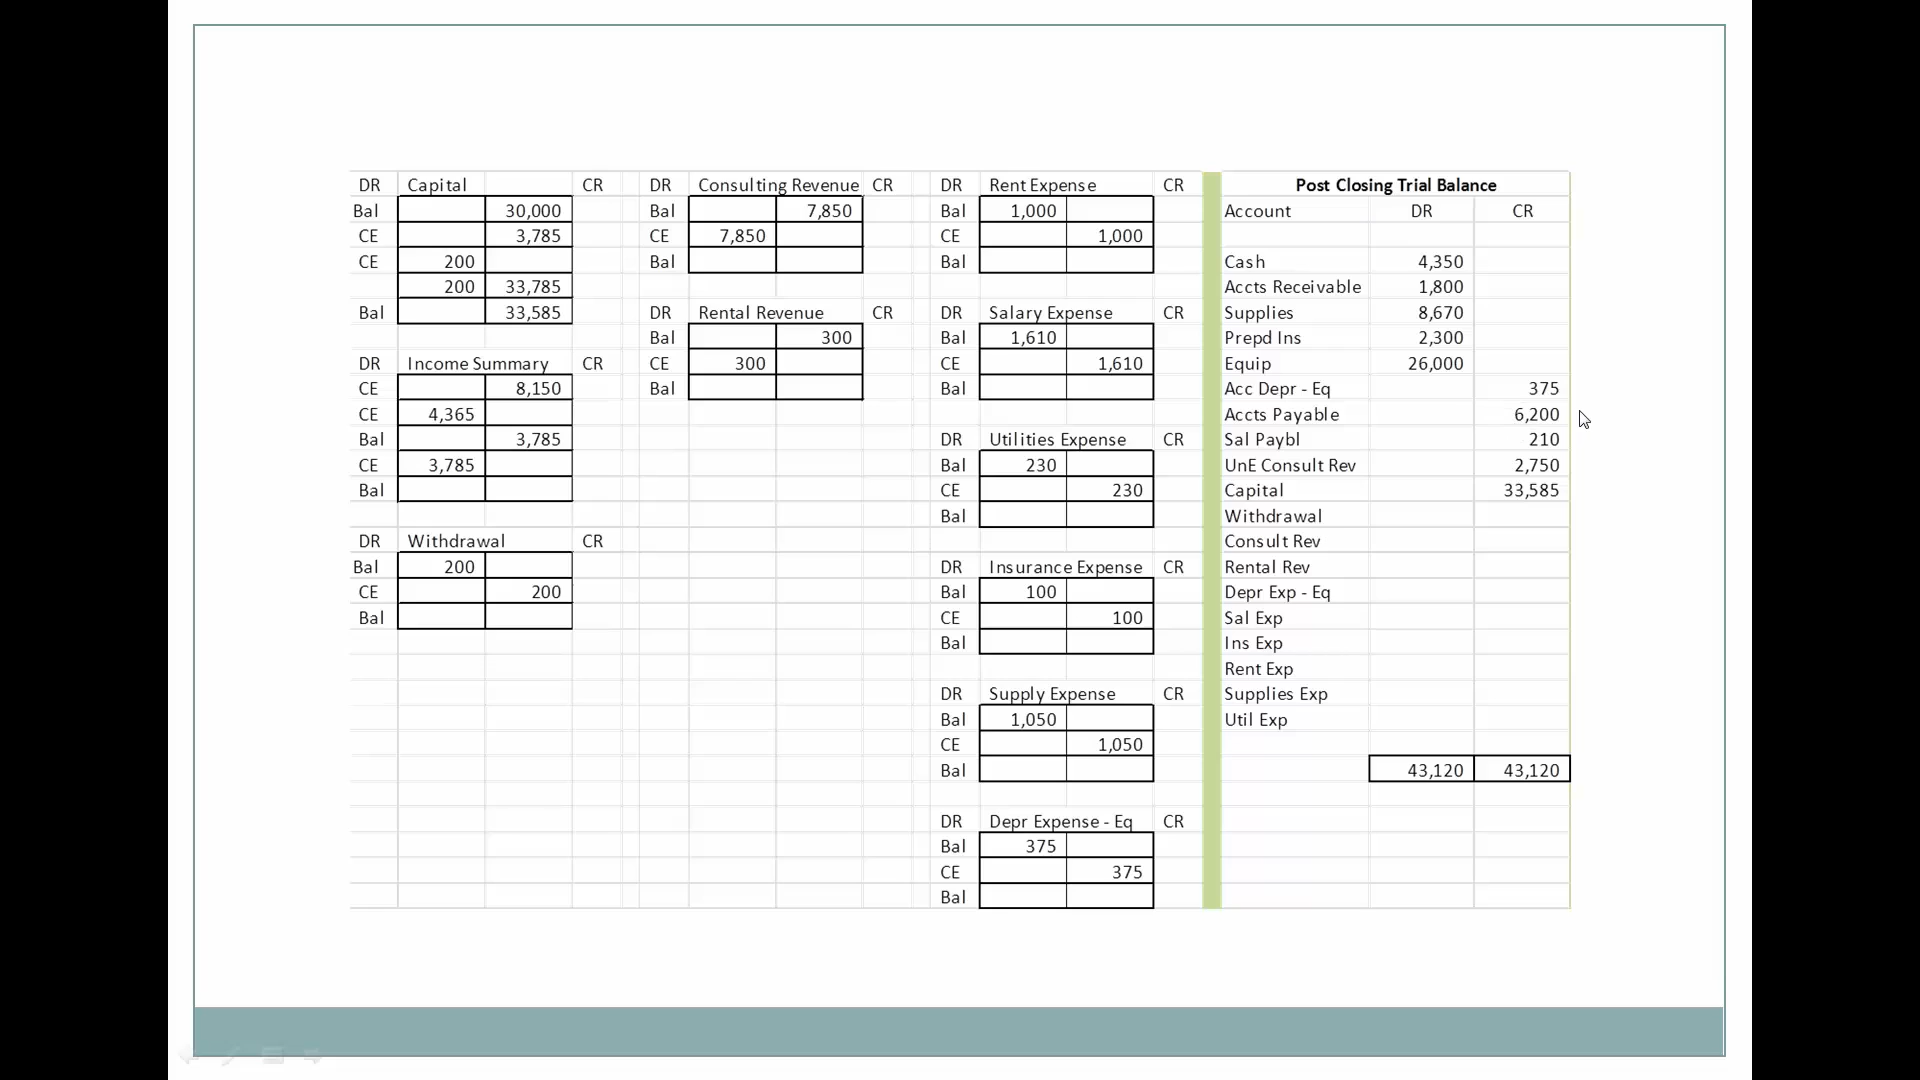 DR Capital CR
Bal 30,000
CE 3,785
CE 200
200 33,785
Bal 33,585
DR Income Summary CR
CE 8,150
CE 4,365
Bal 3,785
CE 3,785
Bal
DR Withdrawal CR
Bal 200
CE 200
Bal
DR Consulting Revenue CR
Bal 7,850
CE 7,850
Bal
DR Rental Revenue CR
Bal 300
CE 300
Bal
DR Rent Expense CR
Bal 1,000
CE 1,000
Bal
DR Salary Expense CR
Bal 1,610
CE 1,610
Bal
DR Utilities Expense CR
Bal 230
CE 230
Bal
DR Insurance Expense CR
Bal 100
CE 100
Bal
DR Supply Expense CR
Bal 1,050
CE 1,050
Bal
DR Depr Expense - Eq CR
Bal 375
CE 375
Bal
Post Closing Trial Balance
Account DR CR
Cash 4,350
Accts Receivable 1,800
Supplies 8,670
Prepd Ins 2,300
Equip 26,000
Acc Depr - Eq 375
Accts Payable 6,200
Sal Paybl 210
UnE Consult Rev 2,750
Capital 33,585
Withdrawal
Consult Rev
Rental Rev
Depr Exp - Eq
Sal Exp
Ins Exp
Rent Exp
Supplies Exp
Util Exp
43,120 43,120